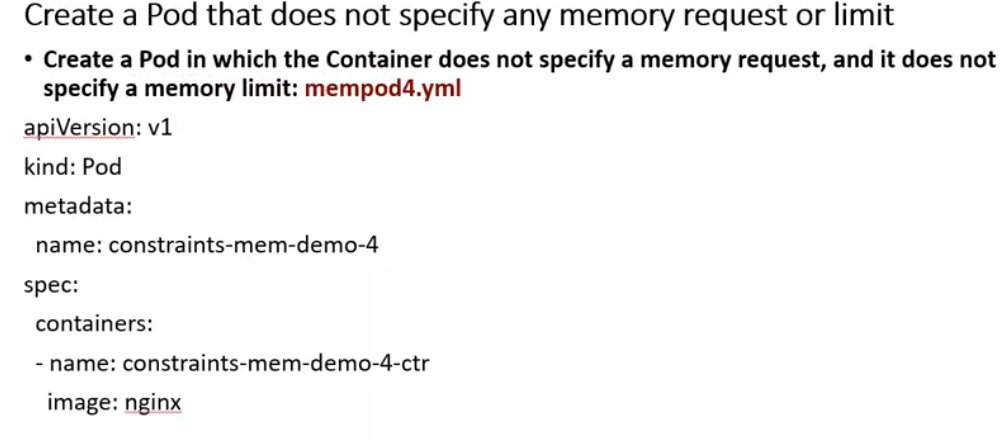 Create a Pod that does not specify any memory request or limit
• Create a Pod in which the Container does not specify a memory request, and it does not
specify a memory limit: mempod4.yml
apiVersion: v1
kind: Pod
metadata:
  name: constraints-mem-demo-4
spec:
  containers:
  - name: constraints-mem-demo-4-ctr
    image: nginx